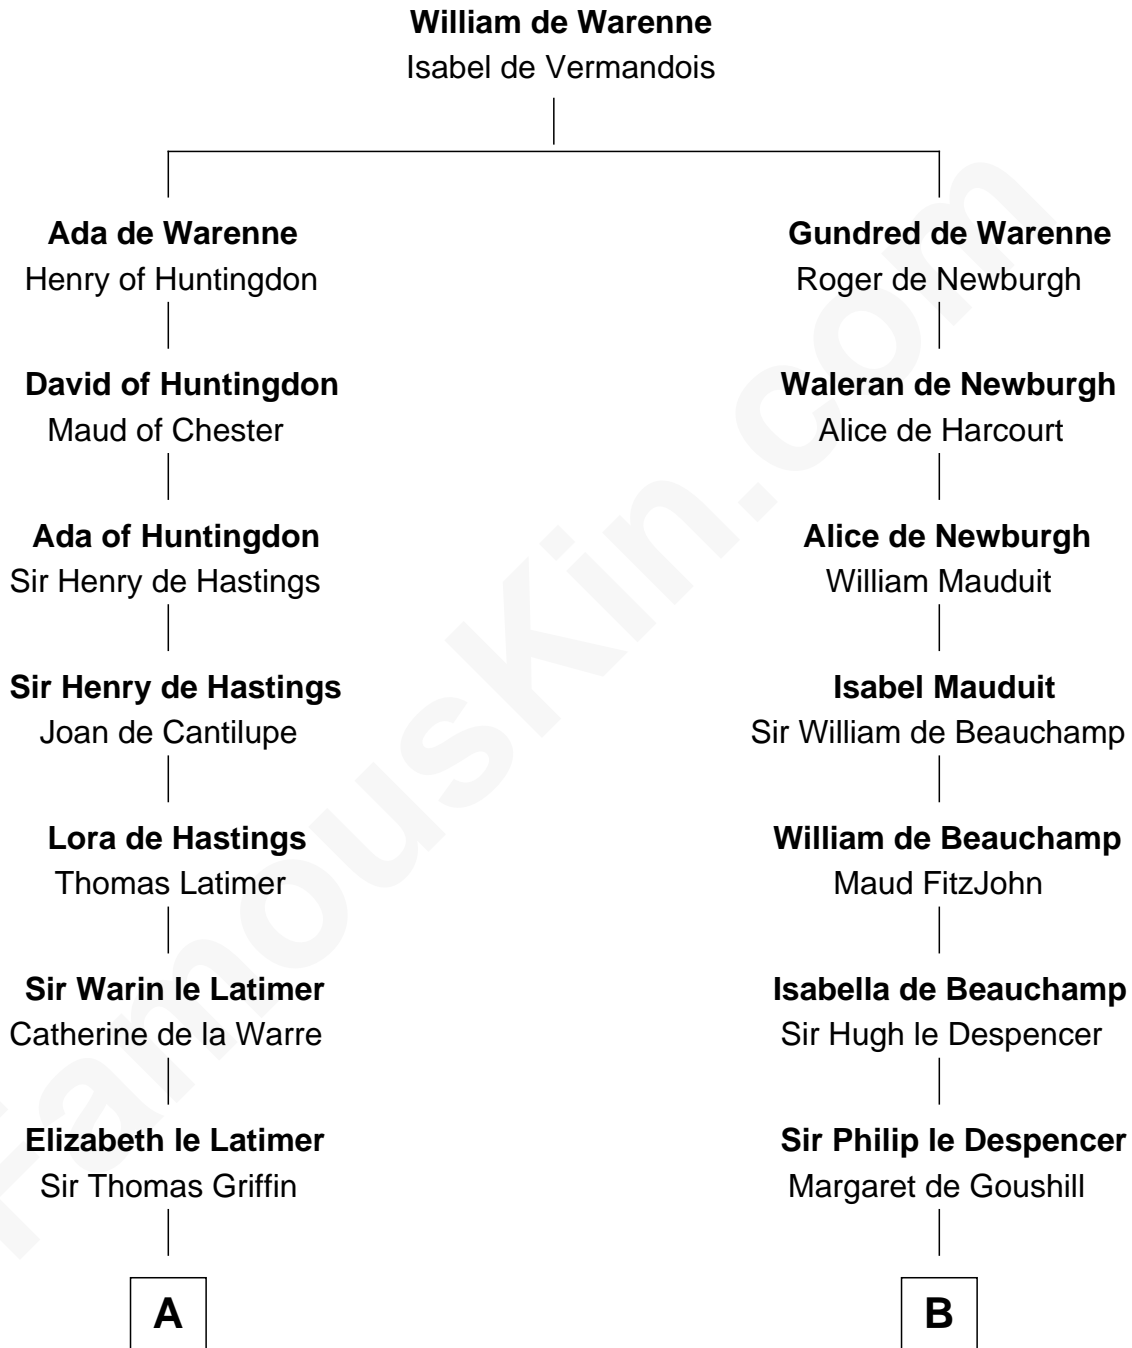 William de Warenne
Isabel de Vermandois
Ada de Warenne
Henry of Huntingdon
David of Huntingdon
Maud of Chester
Ada of Huntingdon
Sir Henry de Hastings
Sir Henry de Hastings
Joan de Cantilupe
Lora de Hastings
Thomas Latimer
Sir Warin le Latimer
Catherine de la Warre
Elizabeth le Latimer
Sir Thomas Griffin
A
Gundred de Warenne
Roger de Newburgh
Waleran de Newburgh
Alice de Harcourt
Alice de Newburgh
William Mauduit
Isabel Mauduit
Sir William de Beauchamp
William de Beauchamp
Maud FitzJohn
Isabella de Beauchamp
Sir Hugh le Despencer
Sir Philip le Despencer
Margaret de Goushill
B
FamousKin.com